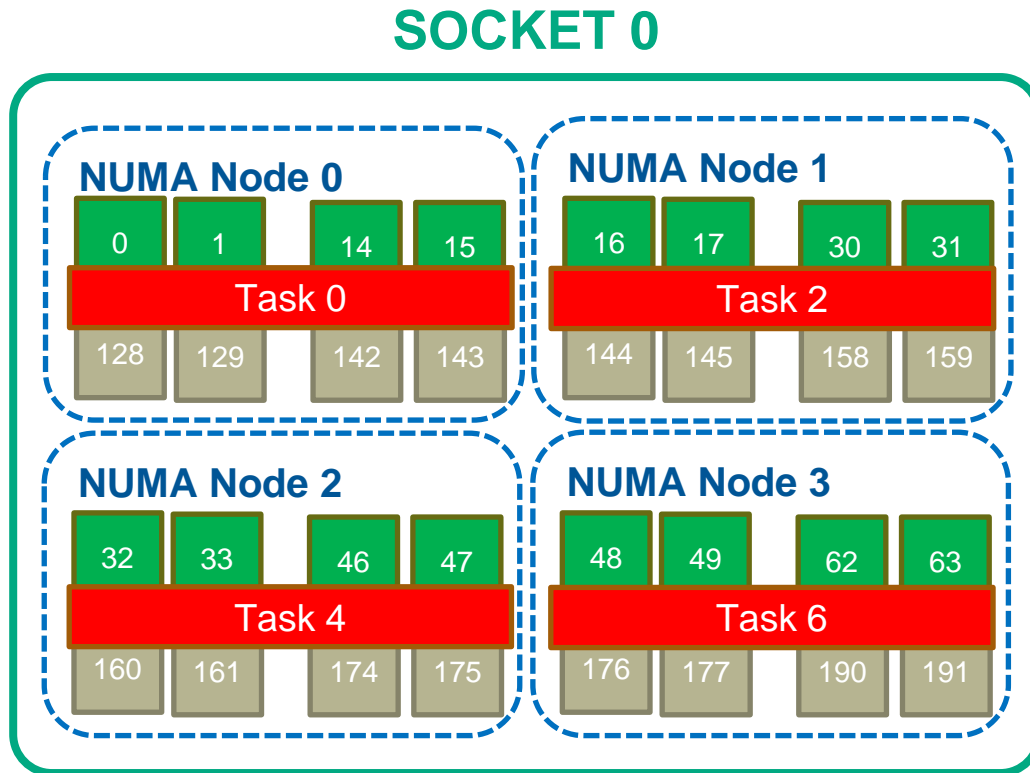 SOCKET 0
NUMA Node 0
0 1 14 15
Task 0
128 129 142 143
NUMA Node 1
16 17 30 31
Task 2
144 145 158 159
NUMA Node 2
32 33 46 47
Task 4
160 161 174 175
NUMA Node 3
48 49 62 63
Task 6
176 177 190 191